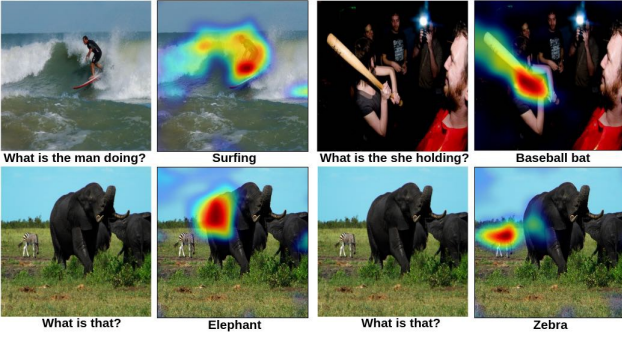 What is the man doing?
Surfing
What is the she holding?
Baseball bat
What is that?
Elephant
What is that?
Zebra